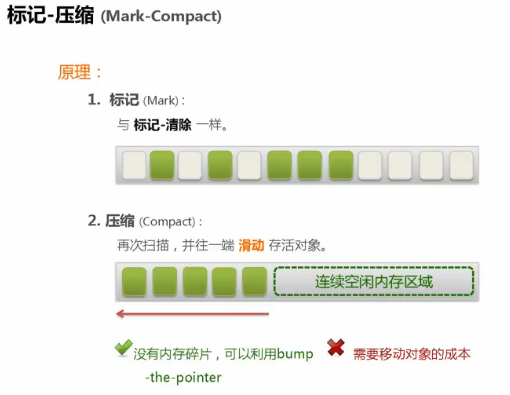 标记-压缩 (Mark-Compact)
原理：
1. 标记 (Mark)：
与 标记-清除 一样。
2. 压缩 (Compact)：
再次扫描，并往一端 滑动 存活对象。
连续空闲内存区域
没有内存碎片，可以利用bump
-the-pointer
需要移动对象的成本